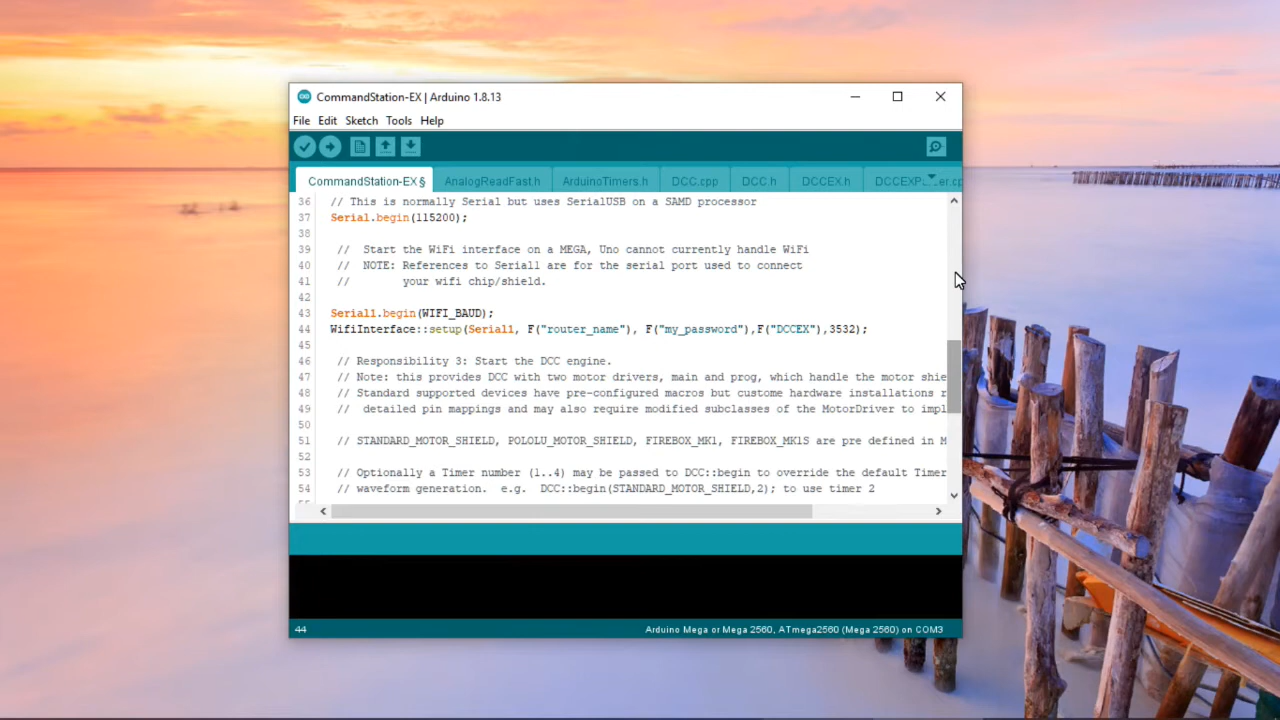 CommandStation-EX | Arduino 1.8.13
File Edit Sketch Tools Help
CommandStation-EX § AnalogReadFast.h ArduinoTimers.h DCC.cpp DCC.h DCCEX.h
36 // This is normally Serial but uses SerialUSB on a SAMD processor
37 Serial.begin(115200);
38
39 // Start the WiFi interface on a MEGA, Uno cannot currently handle WiFi
40 // NOTE: References to Serial1 are for the serial port used to connect
41 // your wifi chip/shield.
42
43 Serial1.begin(WIFI_BAUD);
44 WifiInterface::setup(Serial1, F("router_name"), F("my_password"),F("DCCEX"),3532);
45
46 // Responsibility 3: Start the DCC engine.
47 // Note: this provides DCC with two motor drivers, main and prog, which handle the motor shie
48 // Standard supported devices have pre-configured macros but custome hardware installations r
49 // detailed pin mappings and may also require modified subclasses of the MotorDriver to impl
50
51 // STANDARD_MOTOR_SHIELD, POLOLU_MOTOR_SHIELD, FIREBOX_MK1, FIREBOX_MK1S are pre defined in M
52
53 // Optionally a Timer number (1..4) may be passed to DCC::begin to override the default Timer
54 // waveform generation. e.g. DCC::begin(STANDARD_MOTOR_SHIELD,2); to use timer 2
44 Arduino Mega or Mega 2560, ATmega2560 (Mega 2560) on COM3